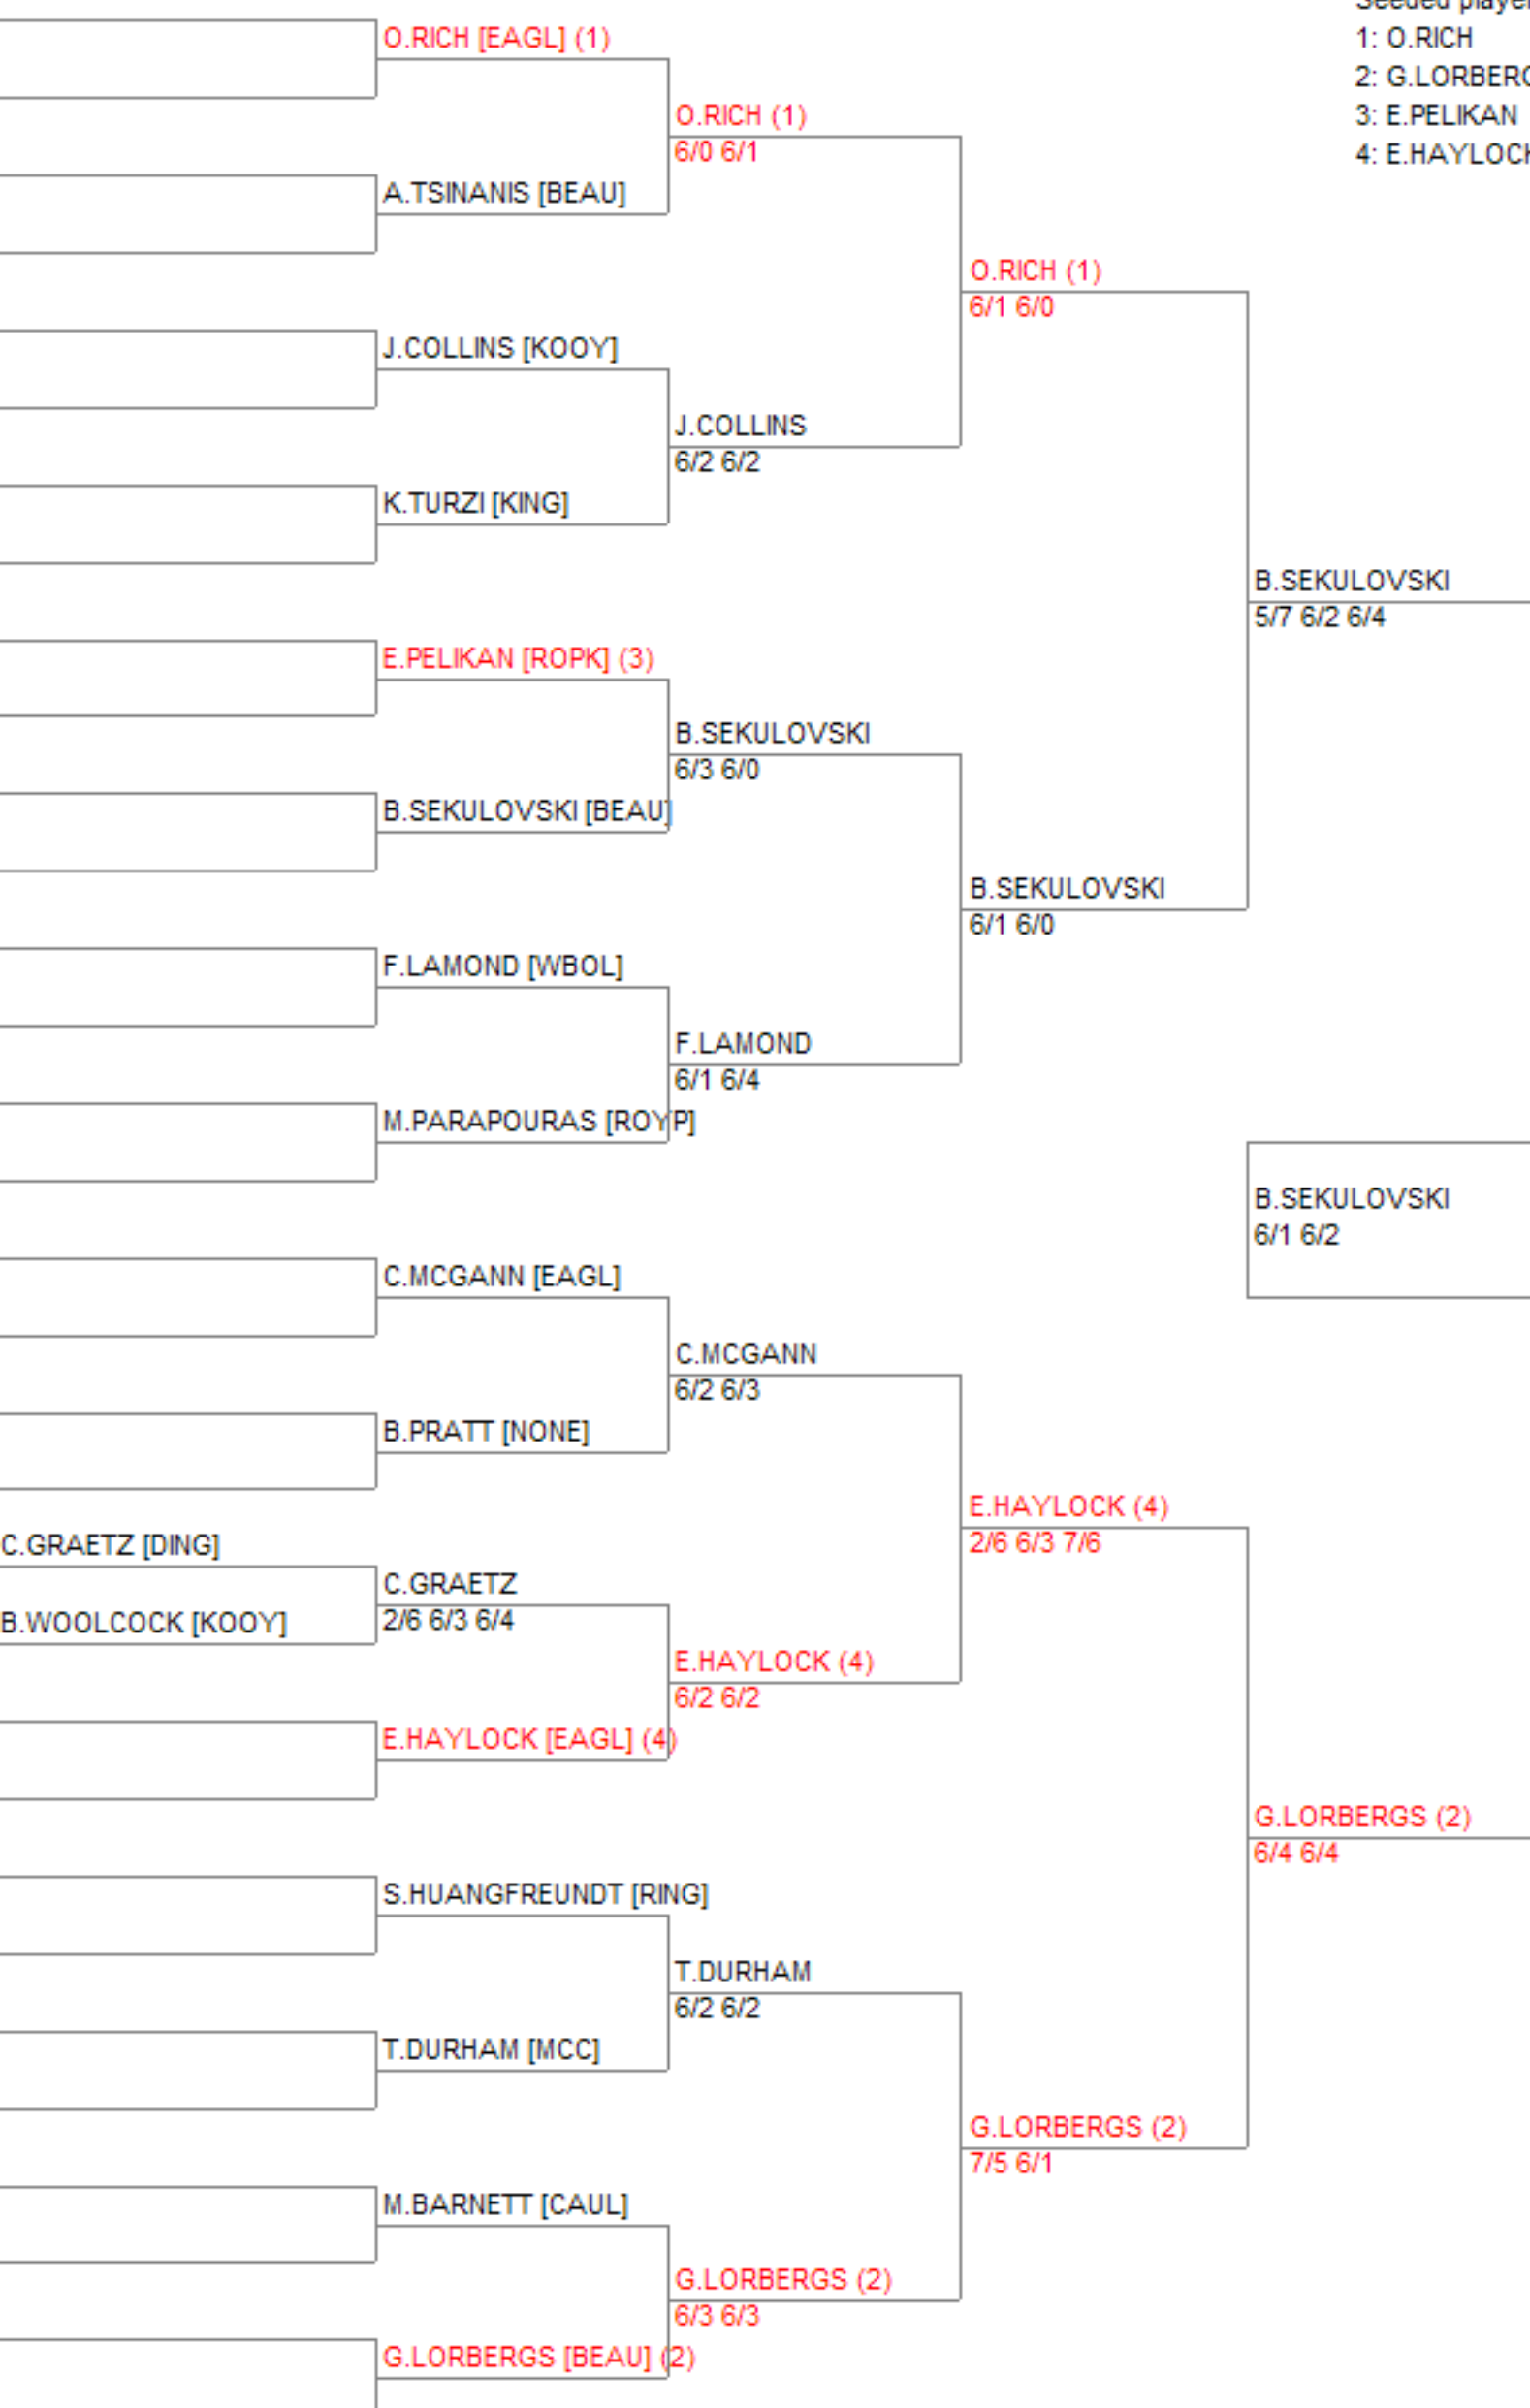 Seeded player
1: O.RICH
2: G.LORBERG
3: E.PELIKAN
4: E.HAYLOCK
O.RICH [EAGL] (1)
O.RICH (1)
6/0 6/1
A.TSINANIS [BEAU]
O.RICH (1)
6/1 6/0
J.COLLINS [KOOY]
J.COLLINS
6/2 6/2
K.TURZI [KING]
B.SEKULOVSKI
5/7 6/2 6/4
E.PELIKAN [ROPK] (3)
B.SEKULOVSKI
6/3 6/0
B.SEKULOVSKI [BEAU]
B.SEKULOVSKI
6/1 6/0
F.LAMOND [WBOL]
F.LAMOND
6/1 6/4
M.PARAPOURAS [ROYP]
B.SEKULOVSKI
6/1 6/2
C.MCGANN [EAGL]
C.MCGANN
6/2 6/3
B.PRATT [NONE]
E.HAYLOCK (4)
2/6 6/3 7/6
C.GRAETZ [DING]
C.GRAETZ
2/6 6/3 6/4
B.WOOLCOCK [KOOY]
E.HAYLOCK (4)
6/2 6/2
E.HAYLOCK [EAGL] (4)
G.LORBERGS (2)
6/4 6/4
S.HUANGFREUNDT [RING]
T.DURHAM
6/2 6/2
T.DURHAM [MCC]
G.LORBERGS (2)
7/5 6/1
M.BARNETT [CAUL]
G.LORBERGS (2)
6/3 6/3
G.LORBERGS [BEAU] (2)